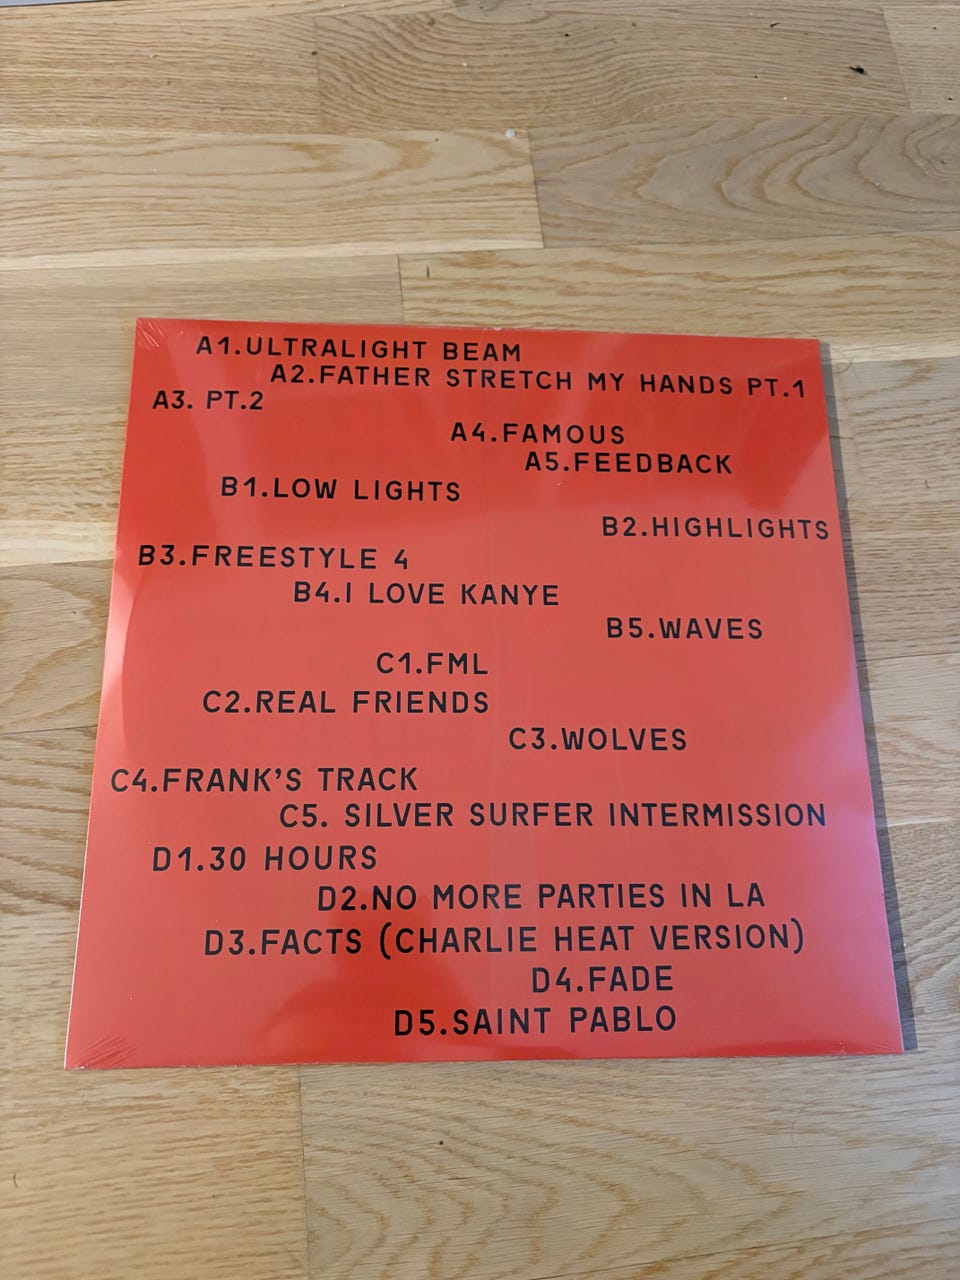 A1.ULTRALIGHT BEAM
A2.FATHER STRETCH MY HANDS PT.1
A3. PT.2
A4.FAMOUS
A5.FEEDBACK
B1.LOW LIGHTS
B2.HIGHLIGHTS
B3.FREESTYLE 4
B4.I LOVE KANYE
B5.WAVES
C1.FML
C2.REAL FRIENDS
C3.WOLVES
C4.FRANK'S TRACK
C5. SILVER SURFER INTERMISSION
D1.30 HOURS
D2.NO MORE PARTIES IN LA
D3.FACTS (CHARLIE HEAT VERSION)
D4.FADE
D5.SAINT PABLO